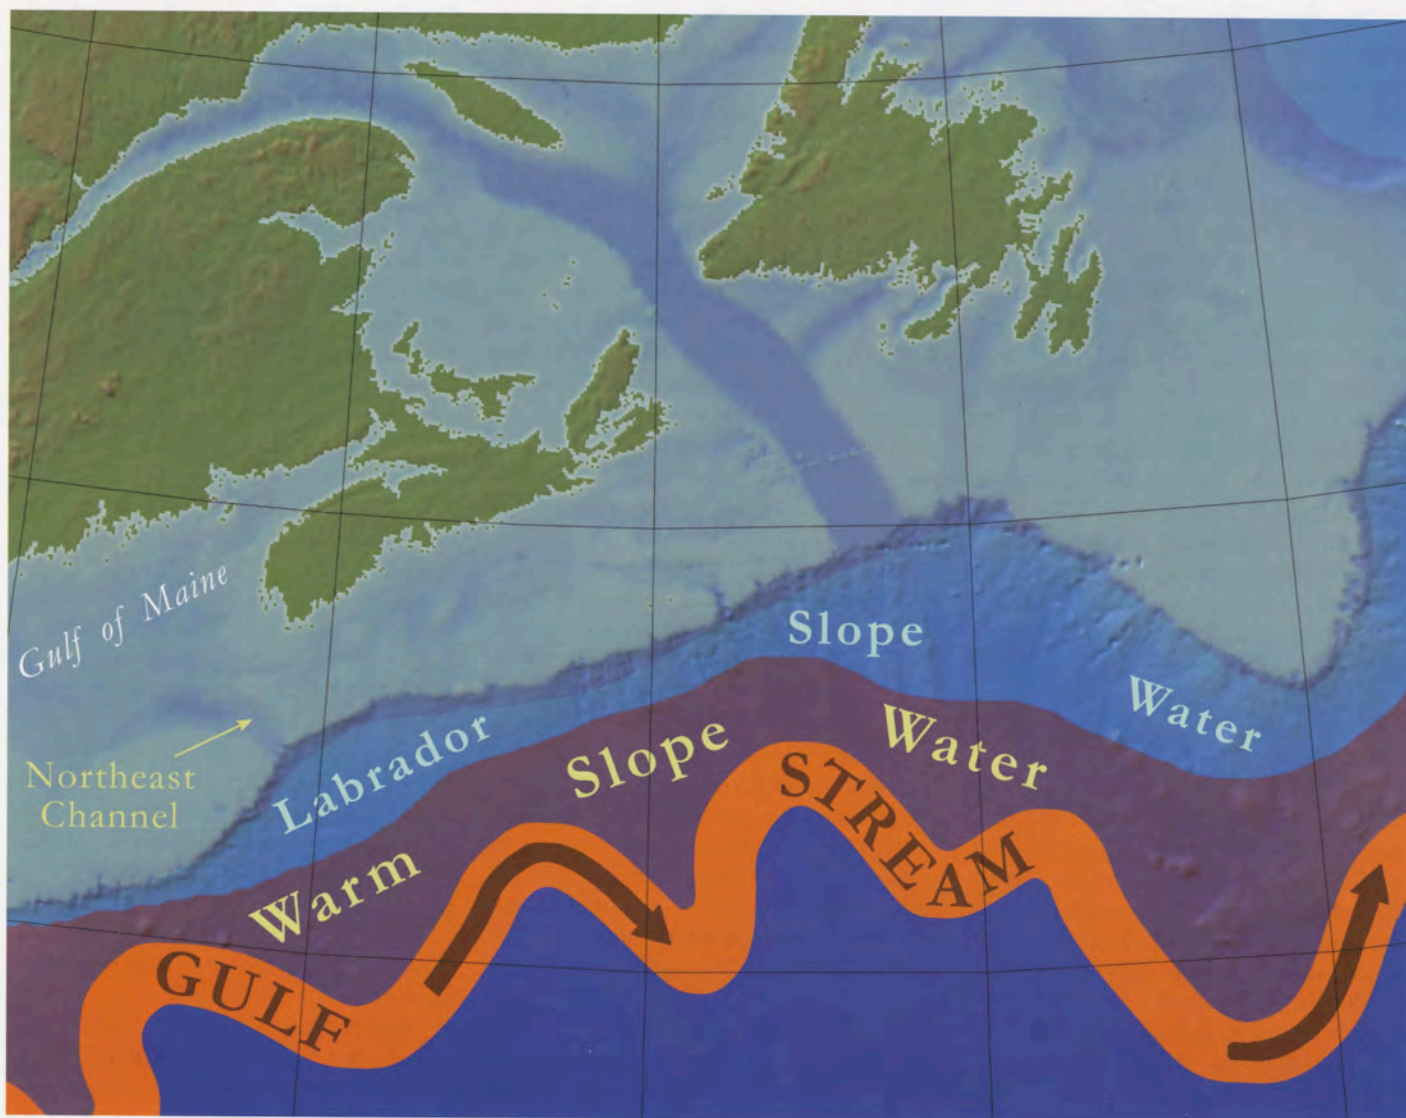 Gulf of Maine
Northeast
Channel
Labrador Slope Water
Warm Slope Water
GULF STREAM